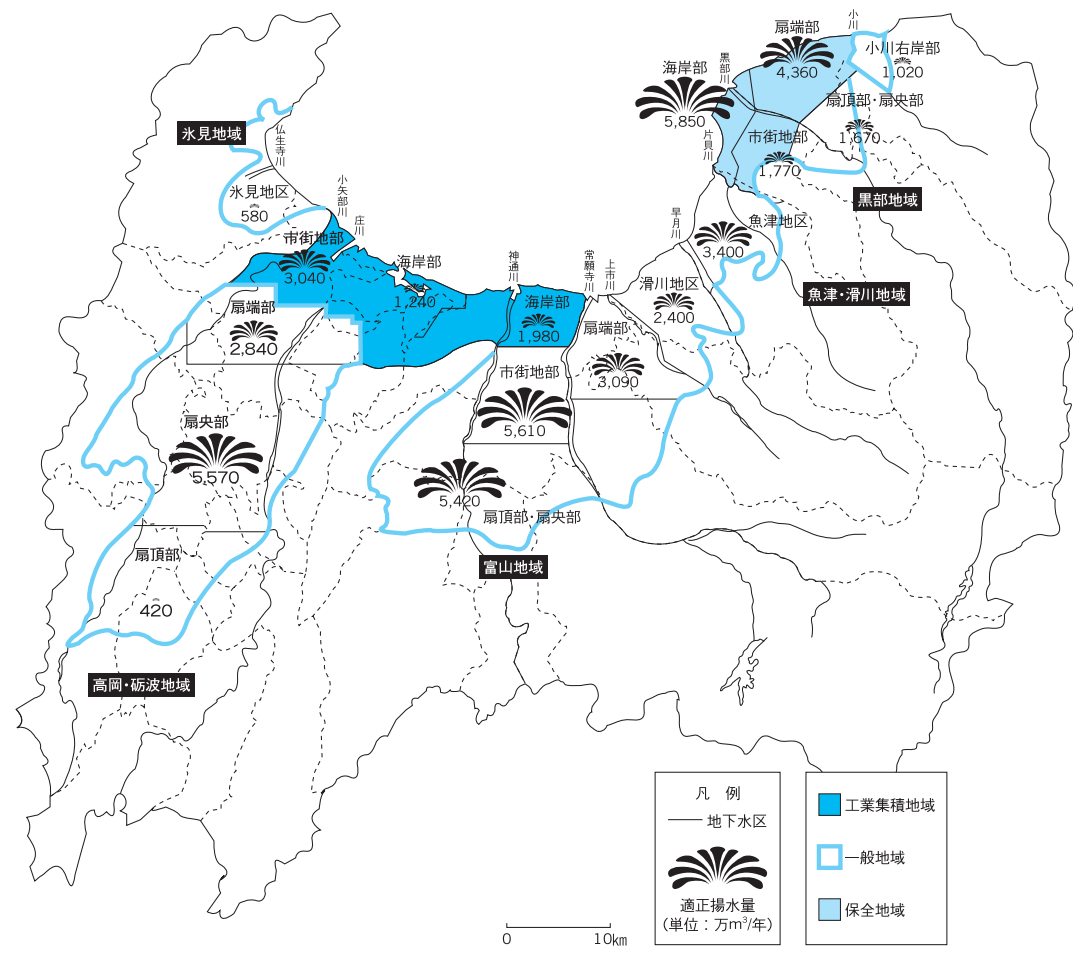 小川
扇端部
4,360
小川右岸部
1,020
黒部川
海岸部
5,850
扇頂部・扇央部
1,670
市街地部
1,770
片貝川
黒部地域
氷見地域
仏生寺川
氷見地区
580
小矢部川
庄川
市街地部
3,040
海岸部
1,240
扇端部
2,840
扇央部
5,570
扇頂部
420
高岡・砺波地域
神通川
常願寺川
上市川
早月川
海岸部
1,980
扇端部
3,090
市街地部
5,610
5,420
扇頂部・扇央部
富山地域
魚津地区
3,400
滑川地区
2,400
魚津・滑川地域
凡 例
地下水区
適正揚水量
(単位：万m³/年)
工業集積地域
一般地域
保全地域
0 10km